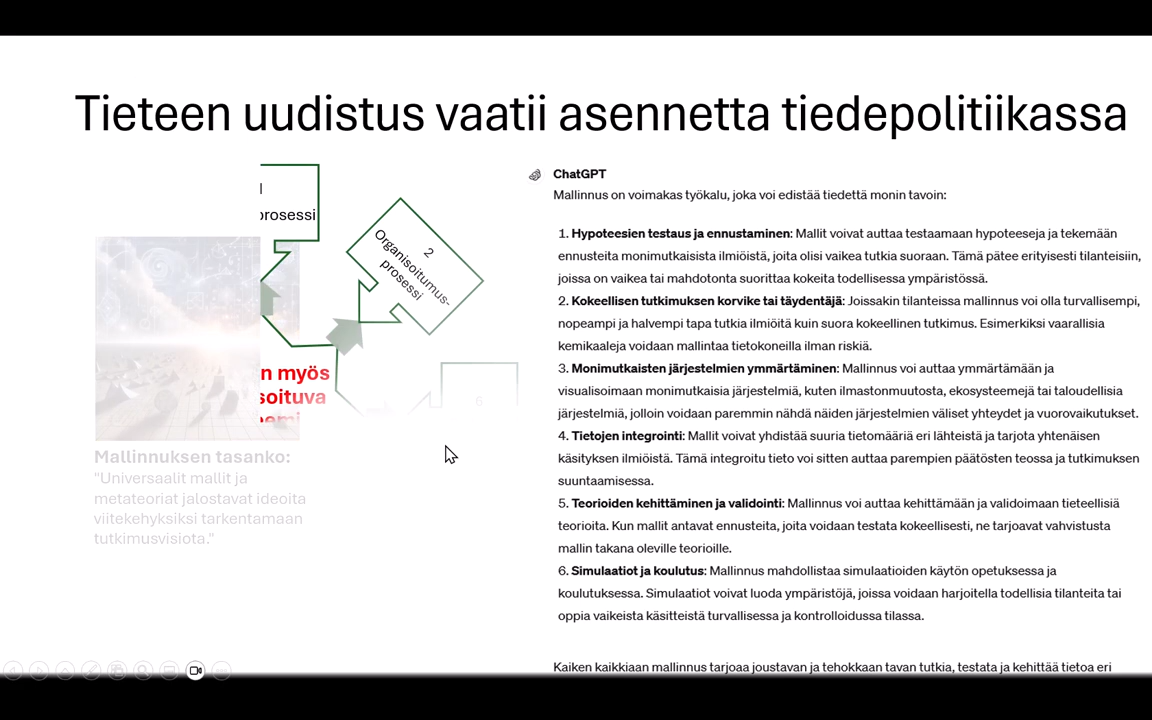 Tieteen uudistus vaatii asennetta tiedepolitiikassa
prosessi
2
Organisoitumus-
prosessi
6
n myös
soituva
Mallinnuksen tasanko:
"Universaalit mallit ja
metateoriat jalostavat ideoita
viitekehyksiksi tarkentamaan
tutkimusvisiota."
ChatGPT
Mallinnus on voimakas työkalu, joka voi edistää tiedettä monin tavoin:
1. Hypoteesien testaus ja ennustaminen: Mallit voivat auttaa testaamaan hypoteeseja ja tekemään
ennusteita monimutkaisista ilmiöistä, joita olisi vaikea tutkia suoraan. Tämä pätee erityisesti tilanteisiin,
joissa on vaikea tai mahdotonta suorittaa kokeita todellisessa ympäristössä.
2. Kokeellisen tutkimuksen korvike tai täydentäjä: Joissakin tilanteissa mallinnus voi olla turvallisempi,
nopeampi ja halvempi tapa tutkia ilmiöitä kuin suora kokeellinen tutkimus. Esimerkiksi vaarallisia
kemikaaleja voidaan mallintaa tietokoneilla ilman riskiä.
3. Monimutkaisten järjestelmien ymmärtäminen: Mallinnus voi auttaa ymmärtämään ja
visualisoimaan monimutkaisia järjestelmiä, kuten ilmastonmuutosta, ekosysteemejä tai taloudellisia
järjestelmiä, jolloin voidaan paremmin nähdä näiden järjestelmien väliset yhteydet ja vuorovaikutukset.
4. Tietojen integrointi: Mallit voivat yhdistää suuria tietomääriä eri lähteistä ja tarjota yhtenäisen
käsityksen ilmiöistä. Tämä integroitu tieto voi sitten auttaa parempien päätösten teossa ja tutkimuksen
suuntaamisessa.
5. Teorioiden kehittäminen ja validointi: Mallinnus voi auttaa kehittämään ja validoimaan tieteellisiä
teorioita. Kun mallit antavat ennusteita, joita voidaan testata kokeellisesti, ne tarjoavat vahvistusta
mallin takana oleville teorioille.
6. Simulaatiot ja koulutus: Mallinnus mahdollistaa simulaatioiden käytön opetuksessa ja
koulutuksessa. Simulaatiot voivat luoda ympäristöjä, joissa voidaan harjoitella todellisia tilanteita tai
oppia vaikeista käsitteistä turvallisessa ja kontrolloidussa tilassa.
Kaiken kaikkiaan mallinnus tarjoaa joustavan ja tehokkaan tavan tutkia, testata ja kehittää tietoa eri